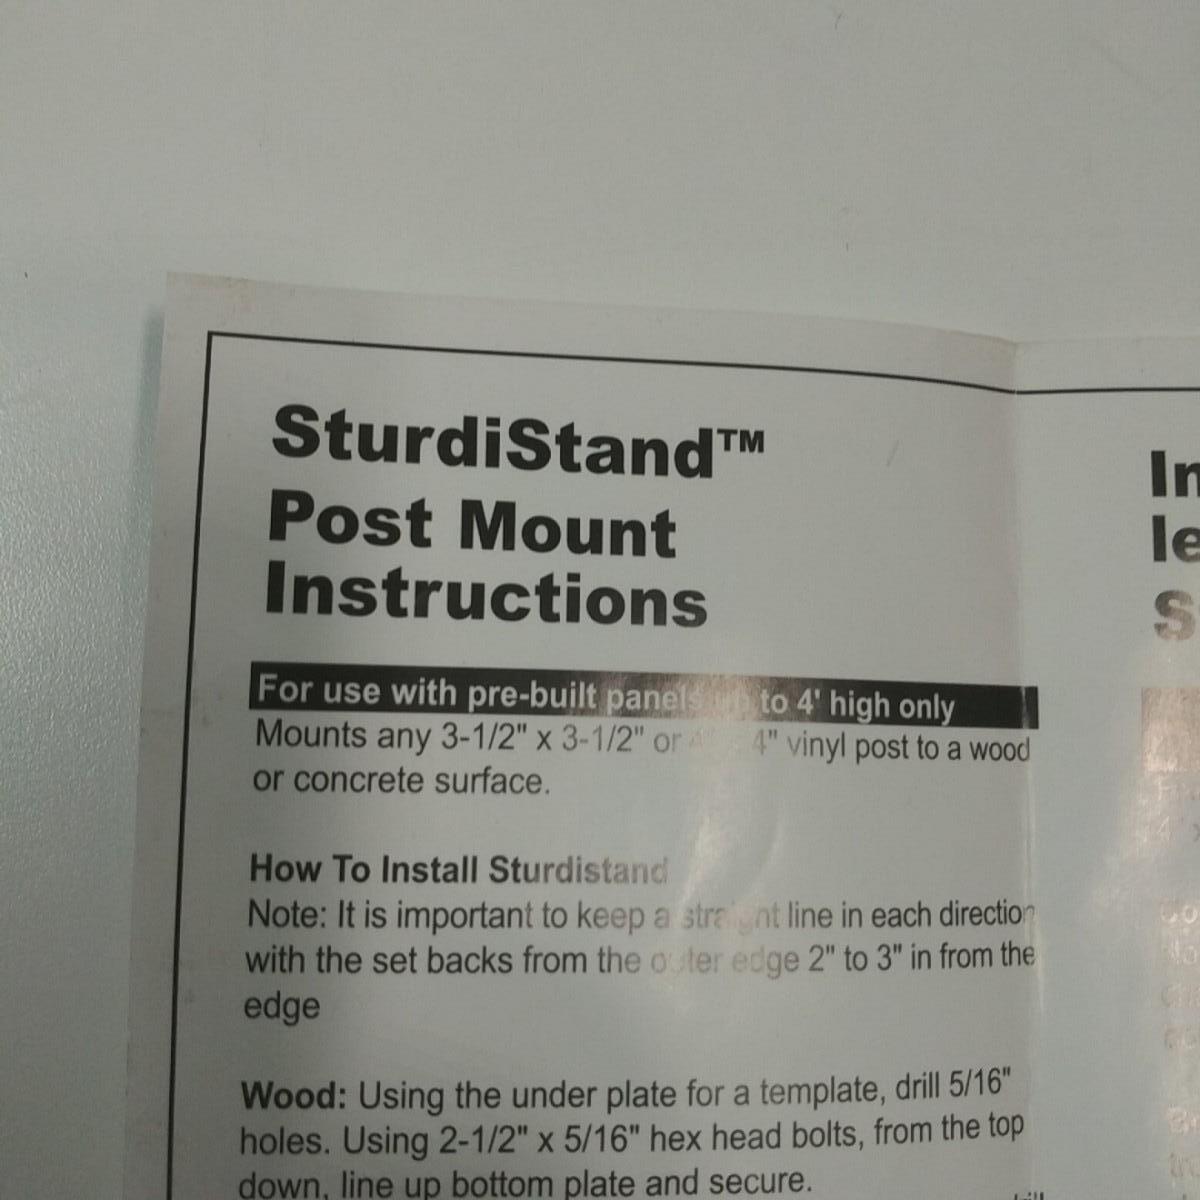 SturdiStand™
Post Mount
Instructions
For use with pre-built panels up to 4' high only
Mounts any 3-1/2" x 3-1/2" or 4" vinyl post to a wood
or concrete surface.
How To Install Sturdistand
Note: It is important to keep a straight line in each direction
with the set backs from the outer edge 2" to 3" in from the
edge
Wood: Using the under plate for a template, drill 5/16"
holes. Using 2-1/2" x 5/16" hex head bolts, from the top
down, line up bottom plate and secure.